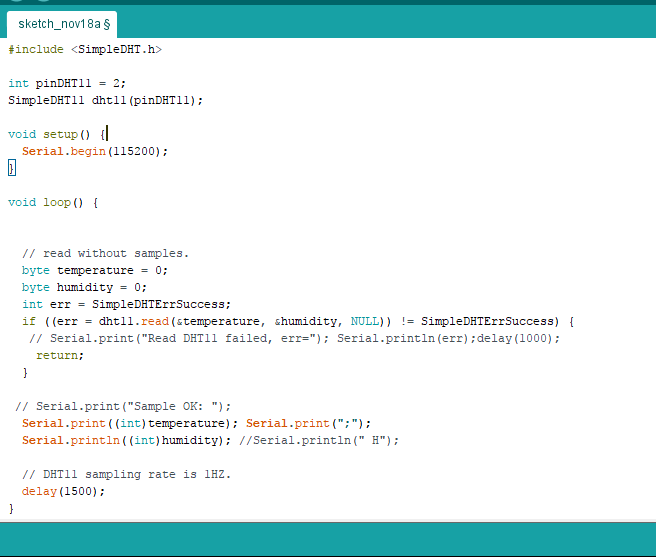 sketch_nov18a §
#include <SimpleDHT.h>
int pinDHT11 = 2;
SimpleDHT11 dht11(pinDHT11);
void setup() {
Serial.begin(115200);
}
void loop() {
// read without samples.
byte temperature = 0;
byte humidity = 0;
int err = SimpleDHTErrSuccess;
if ((err = dht11.read(&temperature, &humidity, NULL)) != SimpleDHTErrSuccess) {
// Serial.print("Read DHT11 failed, err="); Serial.println(err);delay(1000);
return;
}
// Serial.print("Sample OK: ");
Serial.print((int)temperature); Serial.print(";");
Serial.println((int)humidity); //Serial.println(" H");
// DHT11 sampling rate is 1HZ.
delay(1500);
}